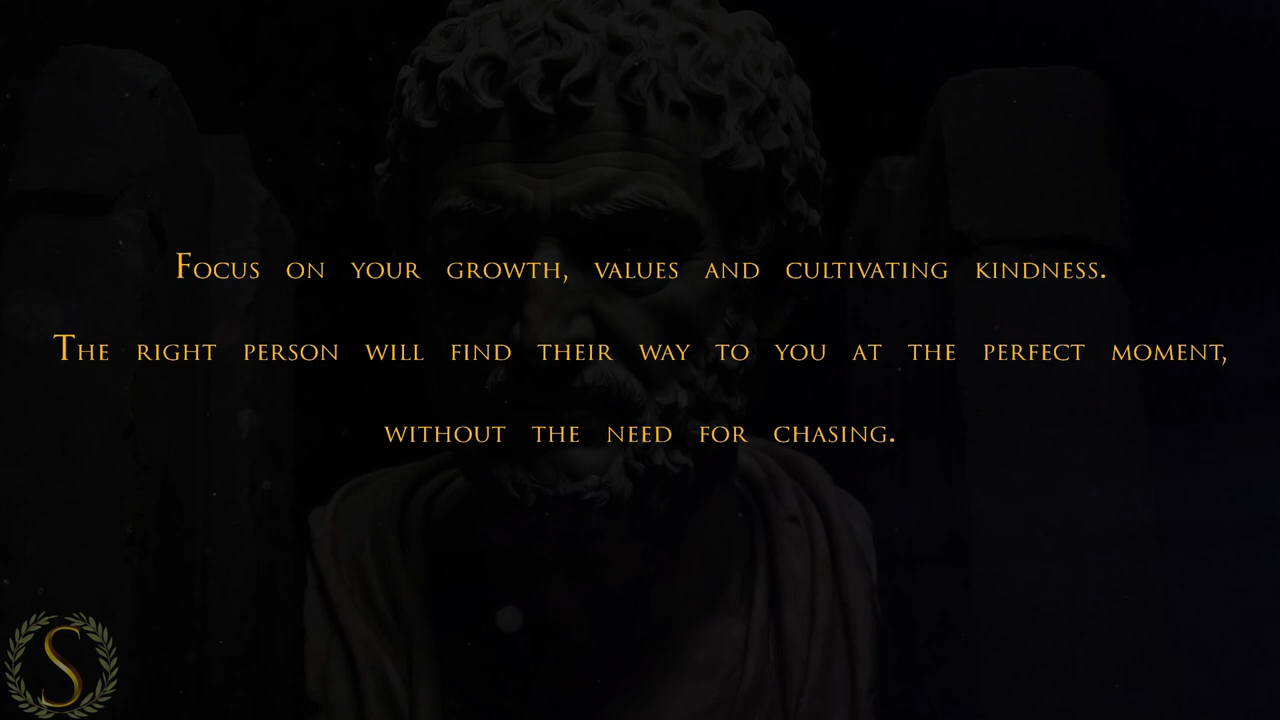 Focus on your growth, values and cultivating kindness.
The right person will find their way to you at the perfect moment,
without the need for chasing.
S